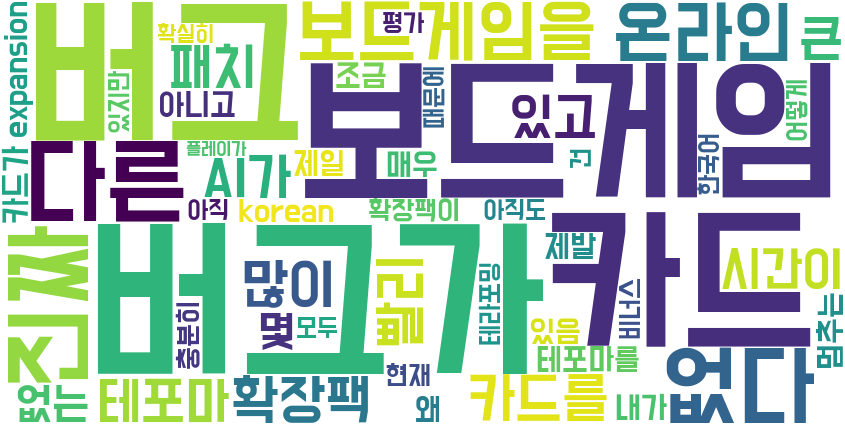 expansion
버그
확실히
있지만
패치
아니고
보드게임을
평가
조금
때문에
온라인
큰
보드게임
있고
어떻게
한국어
건
카드가
다른
플레이가
AI가
제일
매우
아직
korean
확장팩이
아직도
진짜
버그가
카드
많이
충분히
쨌
모두
빨리
테라포밍
제발
비너스
시간이
있음
멈추는
테포마를
현재
없는
테포마
확장팩
왜
카드를
내가
없다